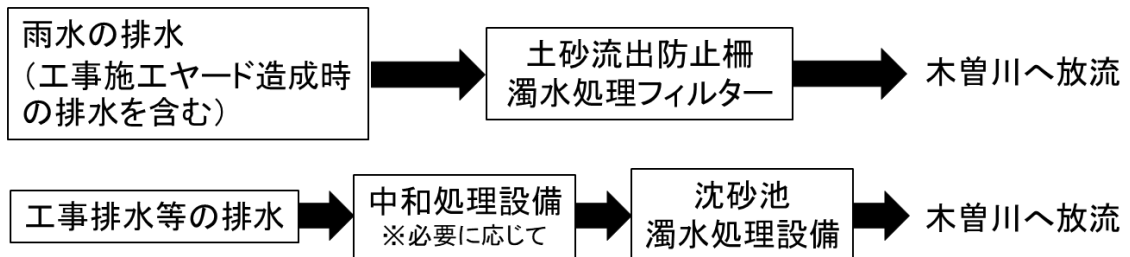 雨水の排水
（工事施工ヤード造成時
の排水を含む）
土砂流出防止柵
濁水処理フィルター
木曽川へ放流
工事排水等の排水
中和処理設備
※必要に応じて
沈砂池
濁水処理設備
木曽川へ放流